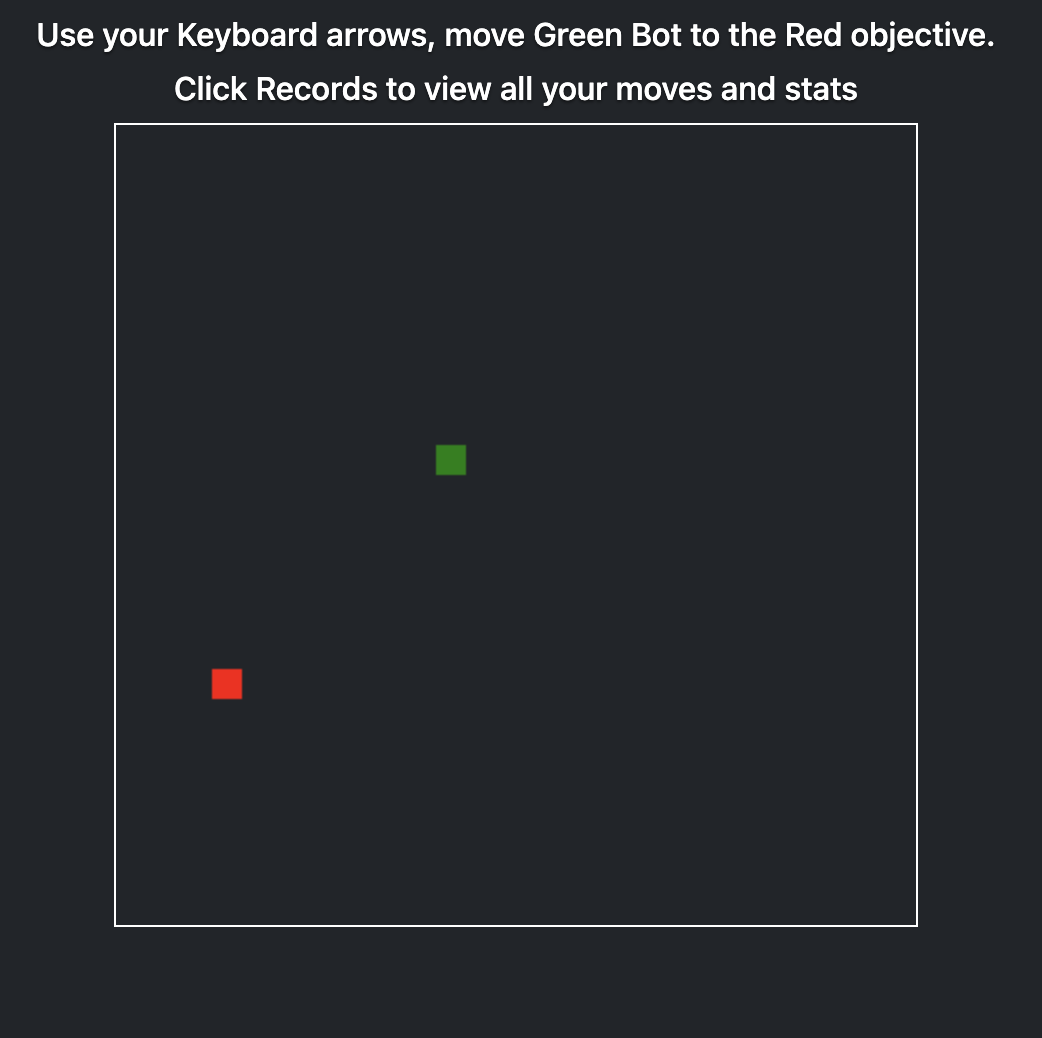 Use your Keyboard arrows, move Green Bot to the Red objective.
Click Records to view all your moves and stats